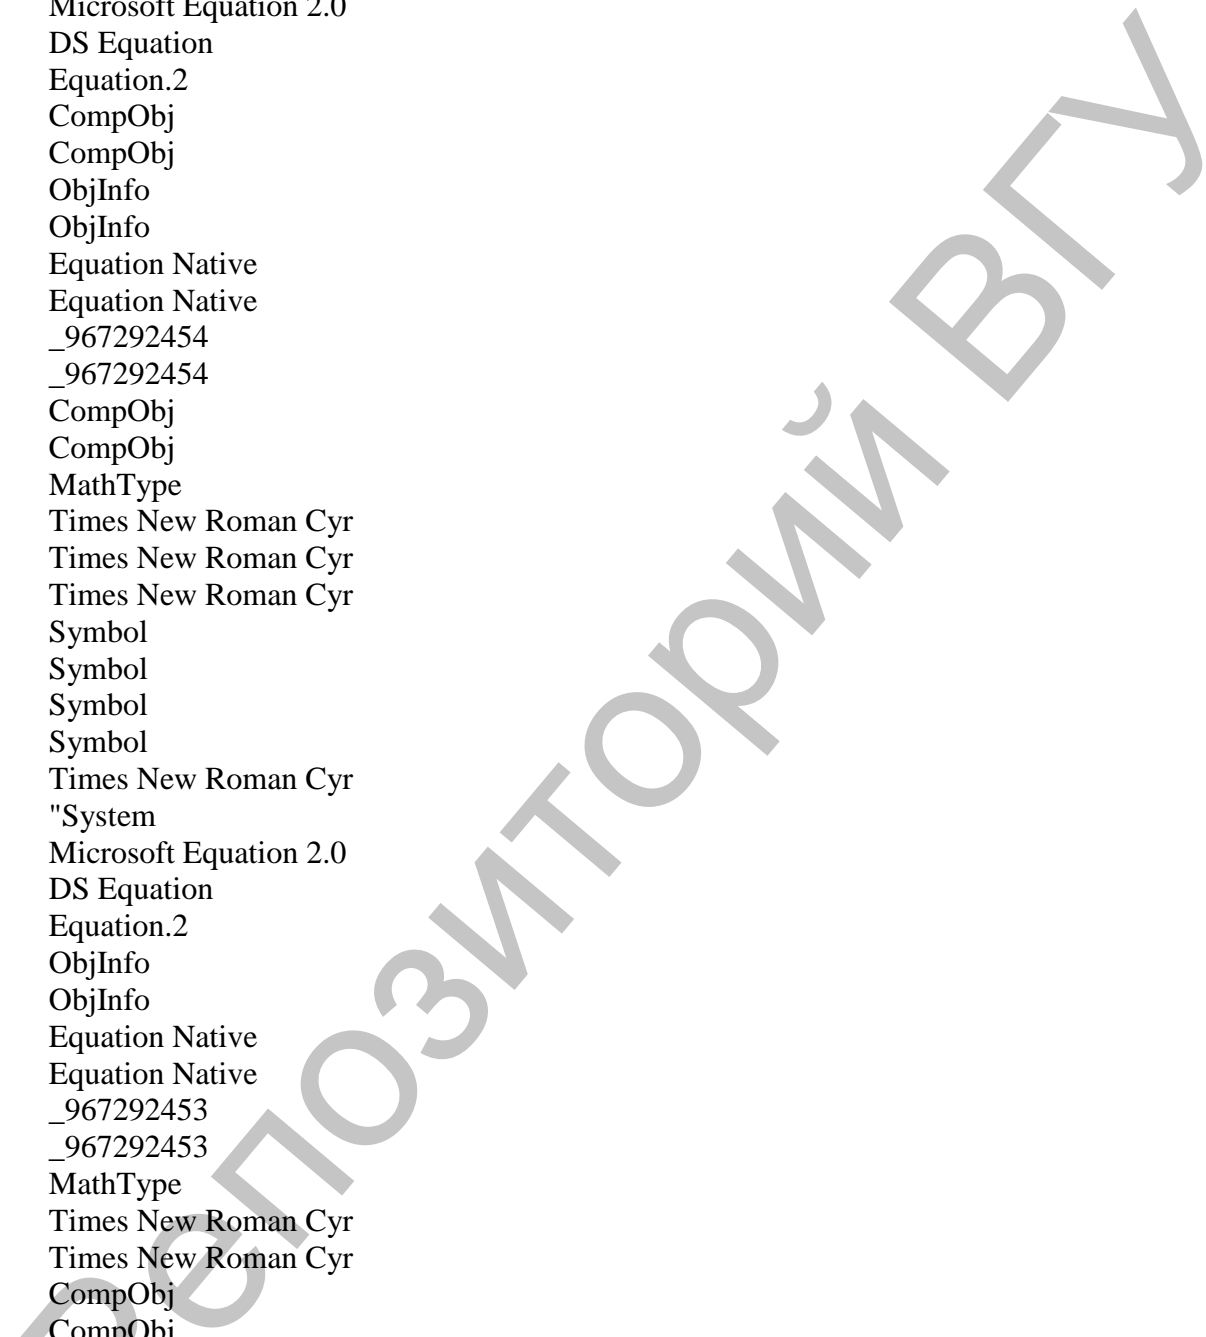 Microsoft Equation 2.0
DS Equation
Equation.2
CompObj
CompObj
ObjInfo
ObjInfo
Equation Native
Equation Native
_967292454
_967292454
CompObj
CompObj
MathType
Times New Roman Cyr
Times New Roman Cyr
Times New Roman Cyr
Symbol
Symbol
Symbol
Symbol
Times New Roman Cyr
"System
Microsoft Equation 2.0
DS Equation
Equation.2
ObjInfo
ObjInfo
Equation Native
Equation Native
_967292453
_967292453
MathType
Times New Roman Cyr
Times New Roman Cyr
CompObj
CompObj
Репозиторий ВГУ